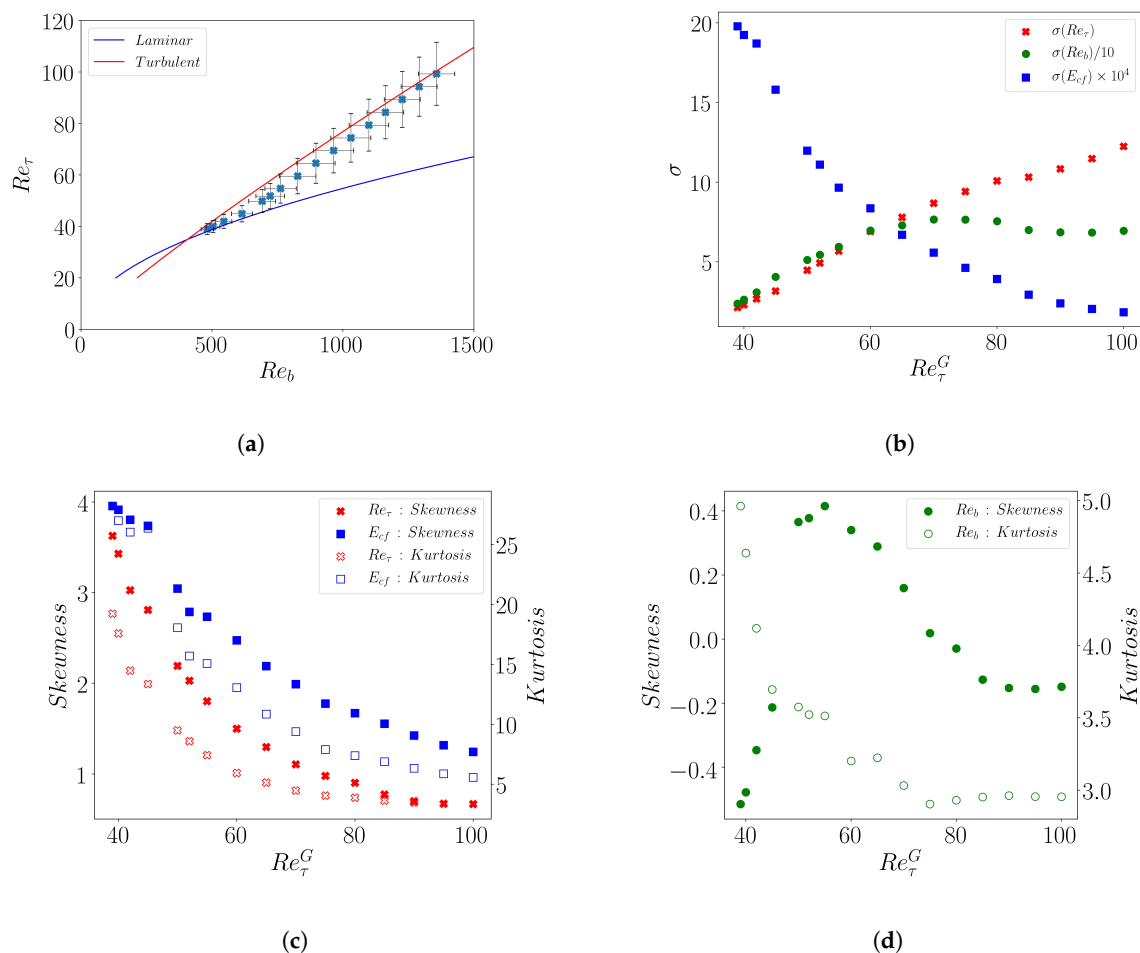 120
100
80
60
40
20
0
0
500
1000
1500
Re_τ
Re_b
Laminar
Turbulent
(a)
20
15
10
5
40
60
80
100
σ
Re_τ^G
σ(Re_τ)
σ(Re_b)/10
σ(E_cf) × 10^4
(b)
4
3
2
1
40
60
80
100
25
20
15
10
5
Skewness
Kurtosis
Re_τ^G
Re_τ : Skewness
E_cf : Skewness
Re_τ : Kurtosis
E_cf : Kurtosis
(c)
0.4
0.2
0.0
−0.2
−0.4
40
60
80
100
5.0
4.5
4.0
3.5
3.0
Skewness
Kurtosis
Re_τ^G
Re_b : Skewness
Re_b : Kurtosis
(d)